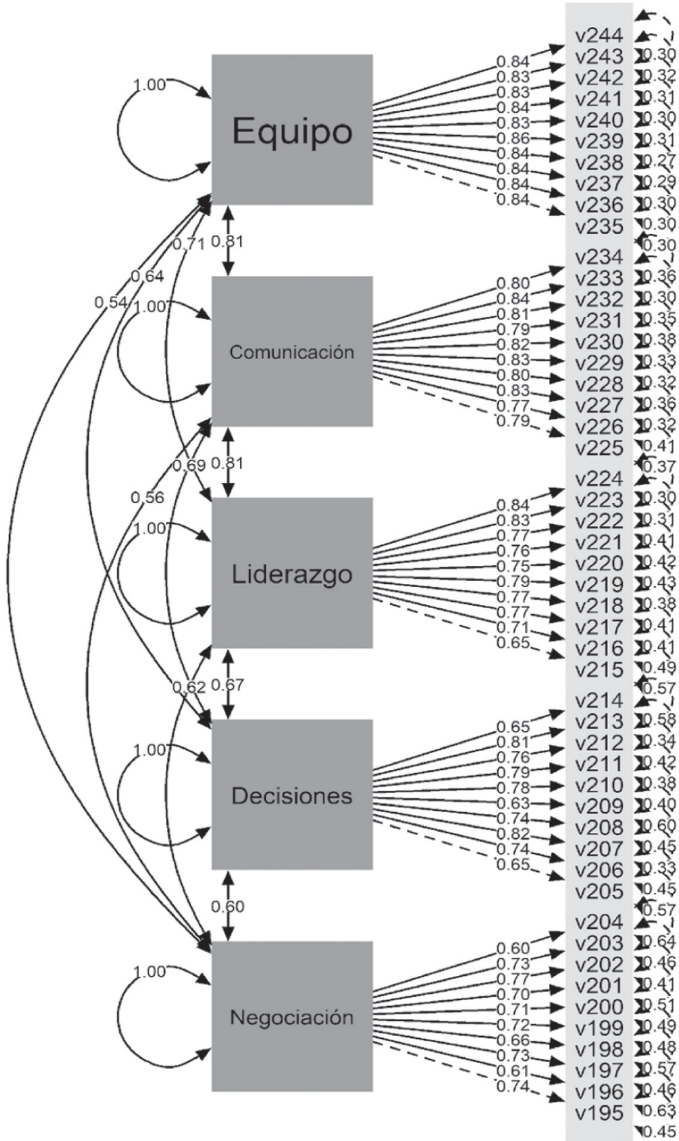 1.00
Equipo
0.84
0.83
0.83
0.84
0.83
0.86
0.84
0.84
0.84
v244
v243
v242
v241
v240
v239
v238
v237
v236
v235
0.30
0.32
0.31
0.30
0.31
0.27
0.29
0.30
0.30
0.30
0.71 0.81
0.64
0.54
1.00
Comunicación
0.80
0.84
0.81
0.79
0.82
0.83
0.80
0.83
0.77
0.79
v234
v233
v232
v231
v230
v229
v228
v227
v226
v225
0.36
0.30
0.35
0.38
0.33
0.32
0.36
0.32
0.41
0.37
0.69 0.81
0.56
1.00
Liderazgo
0.84
0.83
0.77
0.76
0.75
0.79
0.77
0.77
0.71
0.65
v224
v223
v222
v221
v220
v219
v218
v217
v216
v215
0.30
0.31
0.41
0.42
0.43
0.38
0.41
0.41
0.49
0.57
0.62 0.67
1.00
Decisiones
0.65
0.81
0.76
0.79
0.78
0.63
0.74
0.82
0.74
0.65
v214
v213
v212
v211
v210
v209
v208
v207
v206
v205
0.58
0.34
0.42
0.38
0.40
0.60
0.45
0.33
0.45
0.57
0.60
1.00
Negociación
0.60
0.73
0.77
0.70
0.71
0.72
0.66
0.73
0.61
0.74
v204
v203
v202
v201
v200
v199
v198
v197
v196
v195
0.64
0.46
0.41
0.51
0.49
0.48
0.57
0.46
0.63
0.45